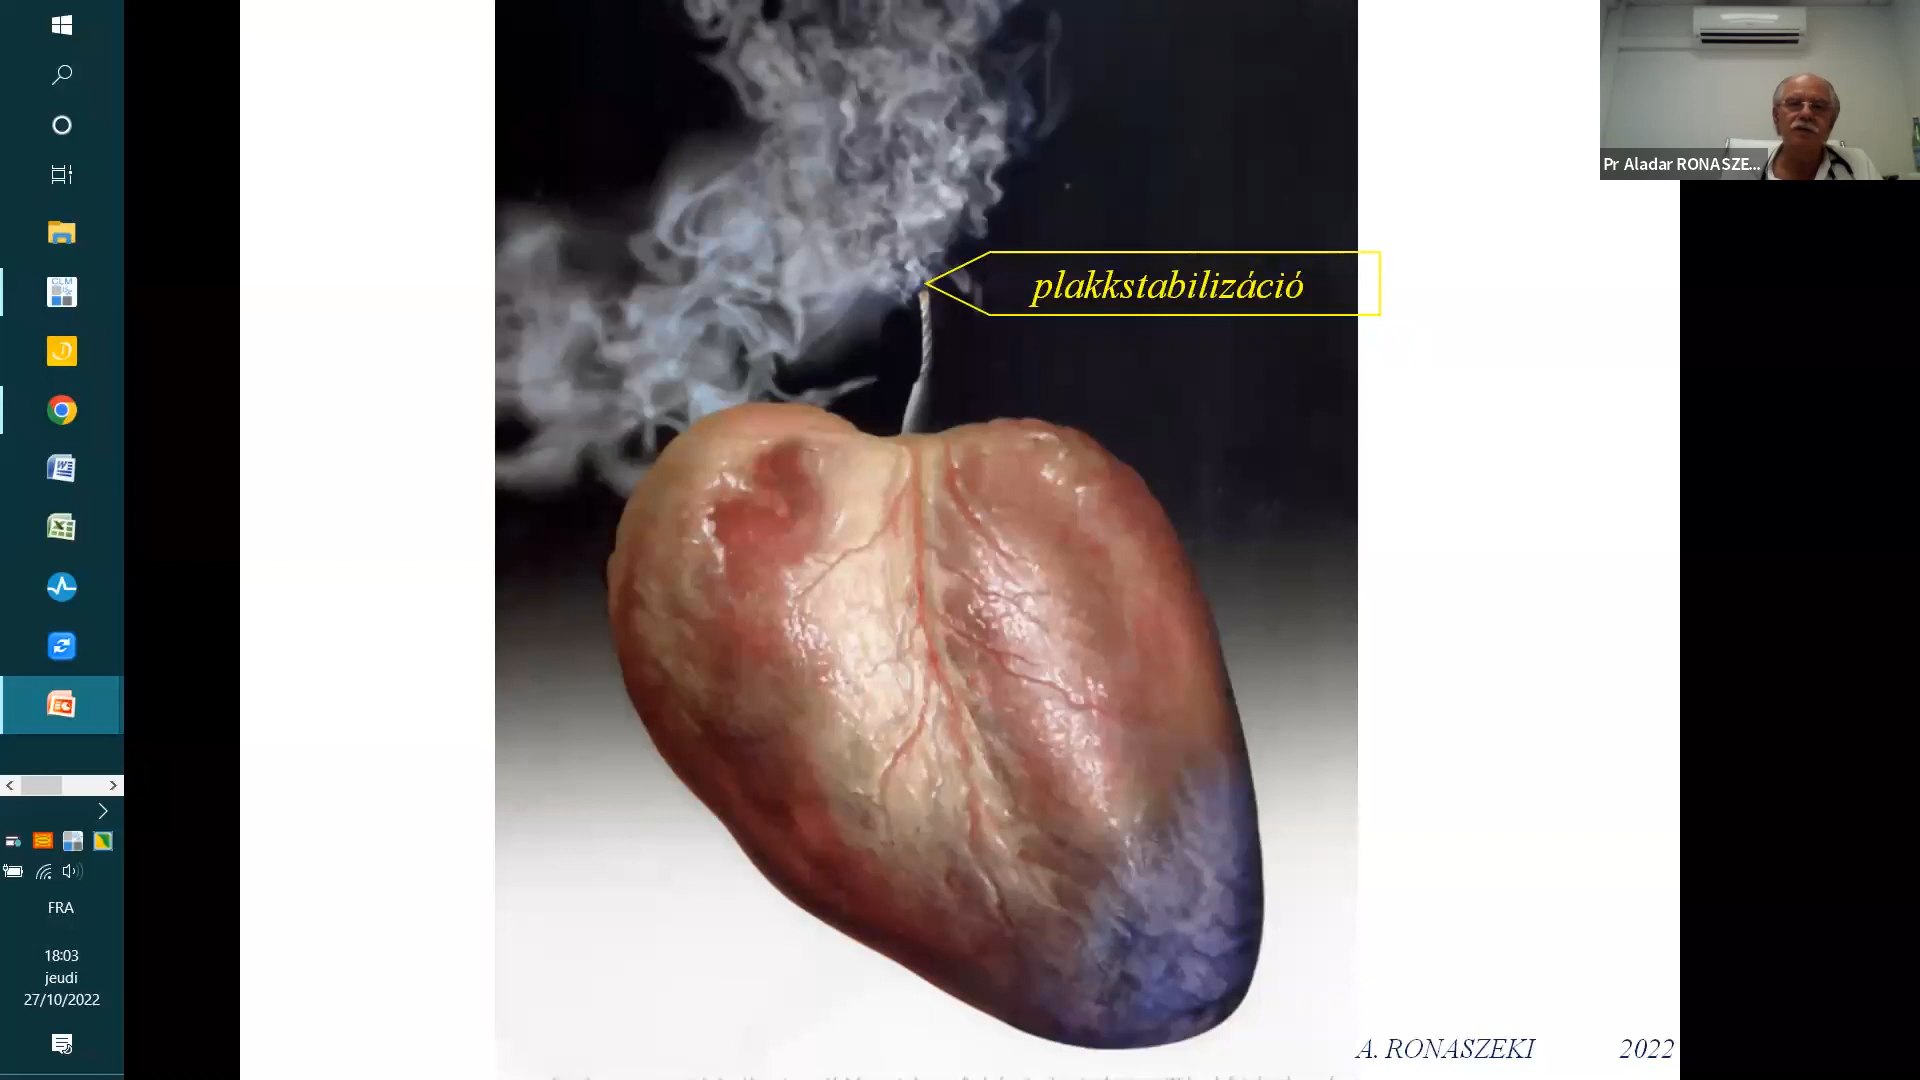 Pr Aladar RONASZE...
plakkstabilizáció
FRA
18:03
jeudi
27/10/2022
A. RONASZEKI 2022